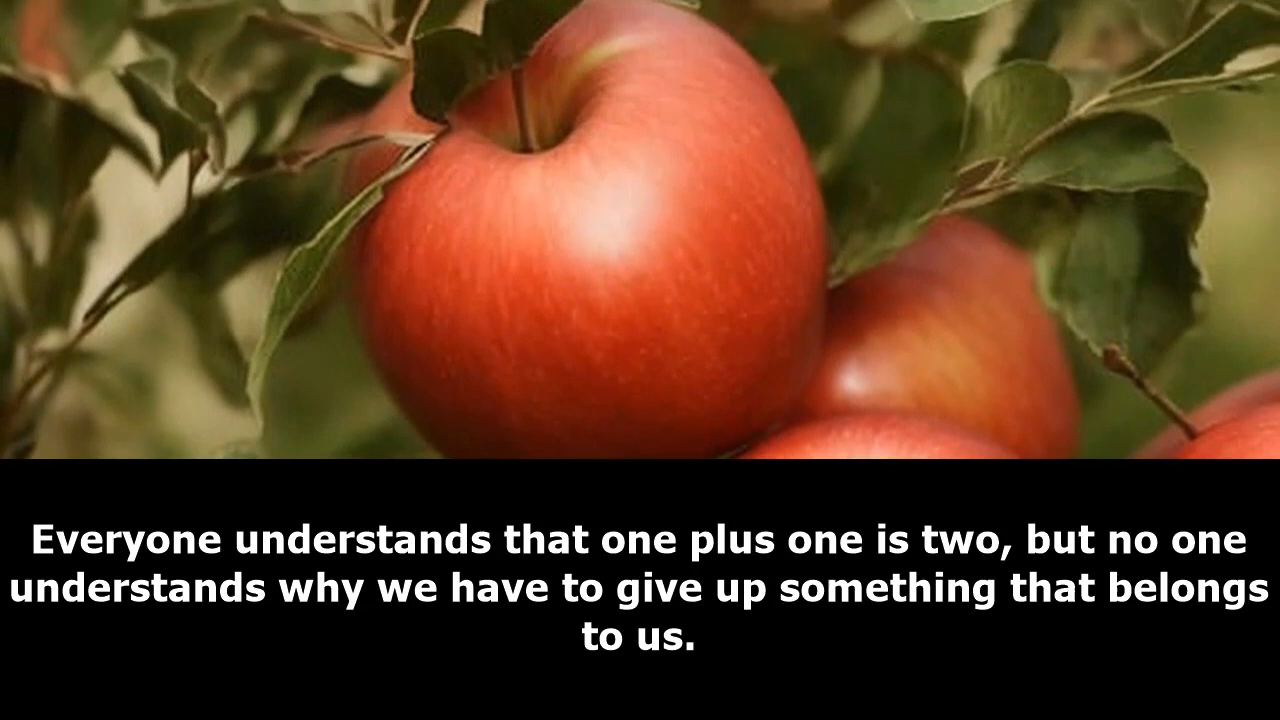 Everyone understands that one plus one is two, but no one
understands why we have to give up something that belongs
to us.